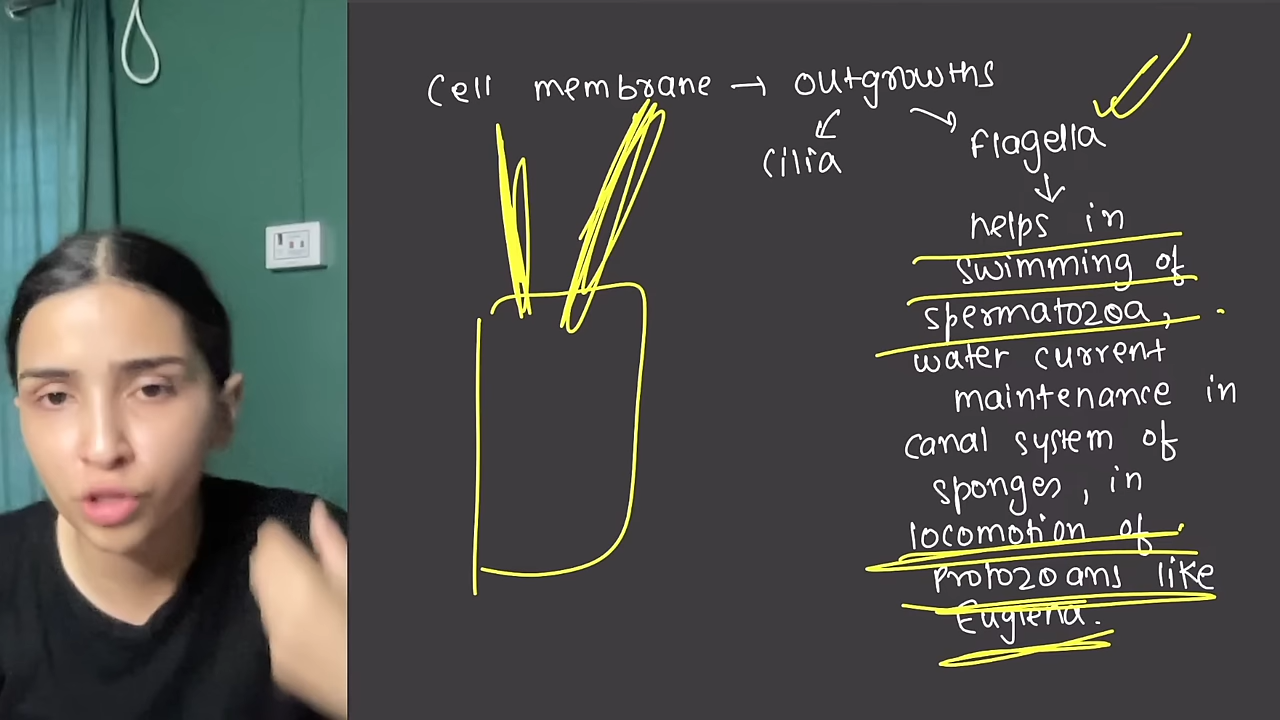 Cell membrane → outgrowths
Cilia
Flagella
helps in
swimming of
spermatozoa,
water current
maintenance in
canal system of
sponges, in
locomotion of
protozoans like
Euglena.